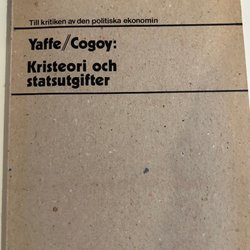 Till kritiken av den politiska ekonomin
Yaffe//Cogoy:
Kristeori och
statsutgifter